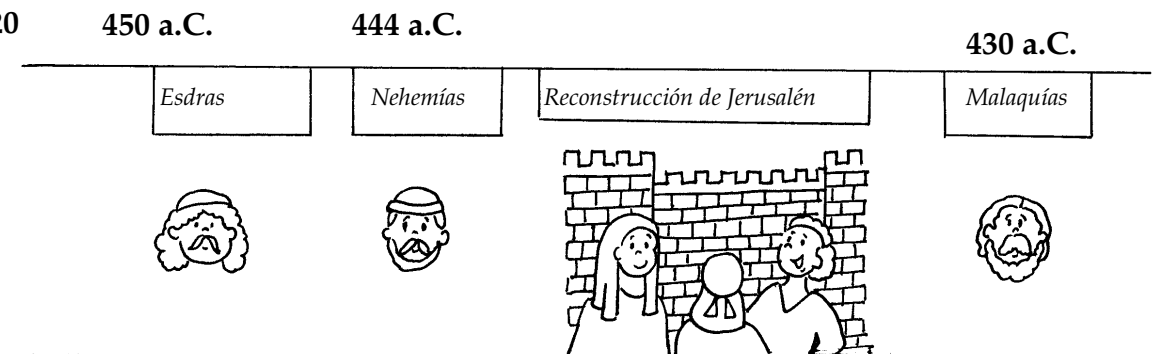 20 450 a.C. 444 a.C. 430 a.C.
Esdras Nehemías Reconstrucción de Jerusalén Malaquías